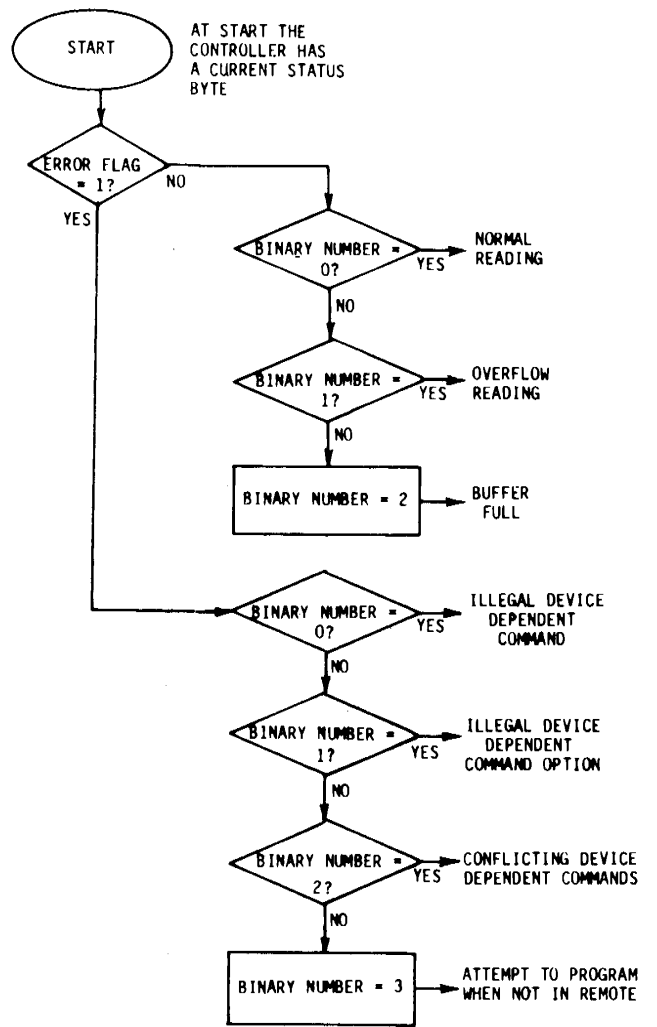 START
AT START THE
CONTROLLER HAS
A CURRENT STATUS
BYTE
ERROR FLAG
= 1?
NO
YES
BINARY NUMBER =
0?
YES
NORMAL
READING
NO
BINARY NUMBER =
1?
YES
OVERFLOW
READING
NO
BINARY NUMBER = 2
BUFFER
FULL
BINARY NUMBER =
0?
YES
ILLEGAL DEVICE
DEPENDENT
COMMAND
NO
BINARY NUMBER =
1?
YES
ILLEGAL DEVICE
DEPENDENT
COMMAND OPTION
NO
BINARY NUMBER =
2?
YES
CONFLICTING DEVICE
DEPENDENT COMMANDS
NO
BINARY NUMBER = 3
ATTEMPT TO PROGRAM
WHEN NOT IN REMOTE